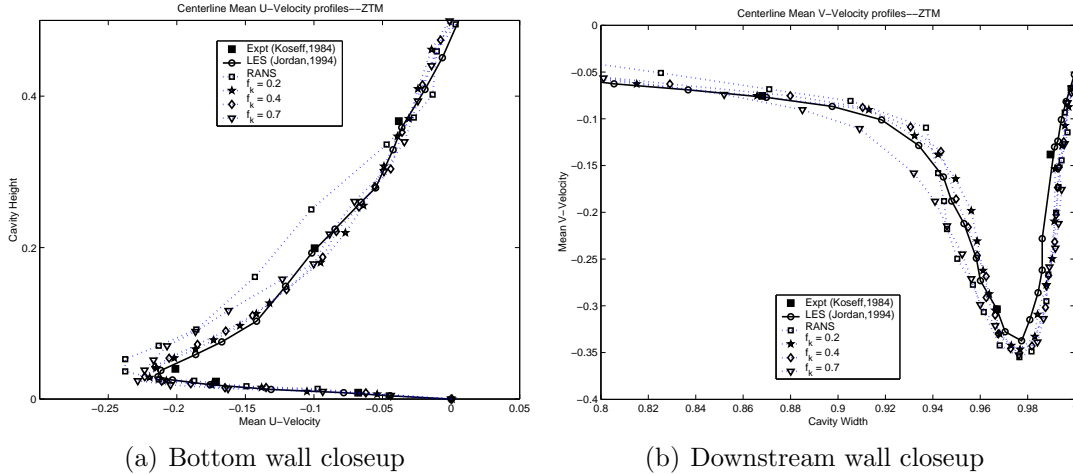 Centerline Mean U−Velocity profiles−−ZTM
Expt (Koseff,1984)
LES (Jordan,1994)
RANS
f_k = 0.2
f_k = 0.4
f_k = 0.7
Cavity Height
0.4
0.2
0
−0.25
−0.2
−0.15
−0.1
−0.05
0
0.05
Mean U−Velocity
(a) Bottom wall closeup
Centerline Mean V−Velocity profiles−−ZTM
0
−0.05
−0.1
−0.15
−0.2
−0.25
−0.3
−0.35
−0.4
Mean V−Velocity
Expt (Koseff,1984)
LES (Jordan,1994)
RANS
f_k = 0.2
f_k = 0.4
f_k = 0.7
0.8
0.82
0.84
0.86
0.88
0.9
0.92
0.94
0.96
0.98
Cavity Width
(b) Downstream wall closeup